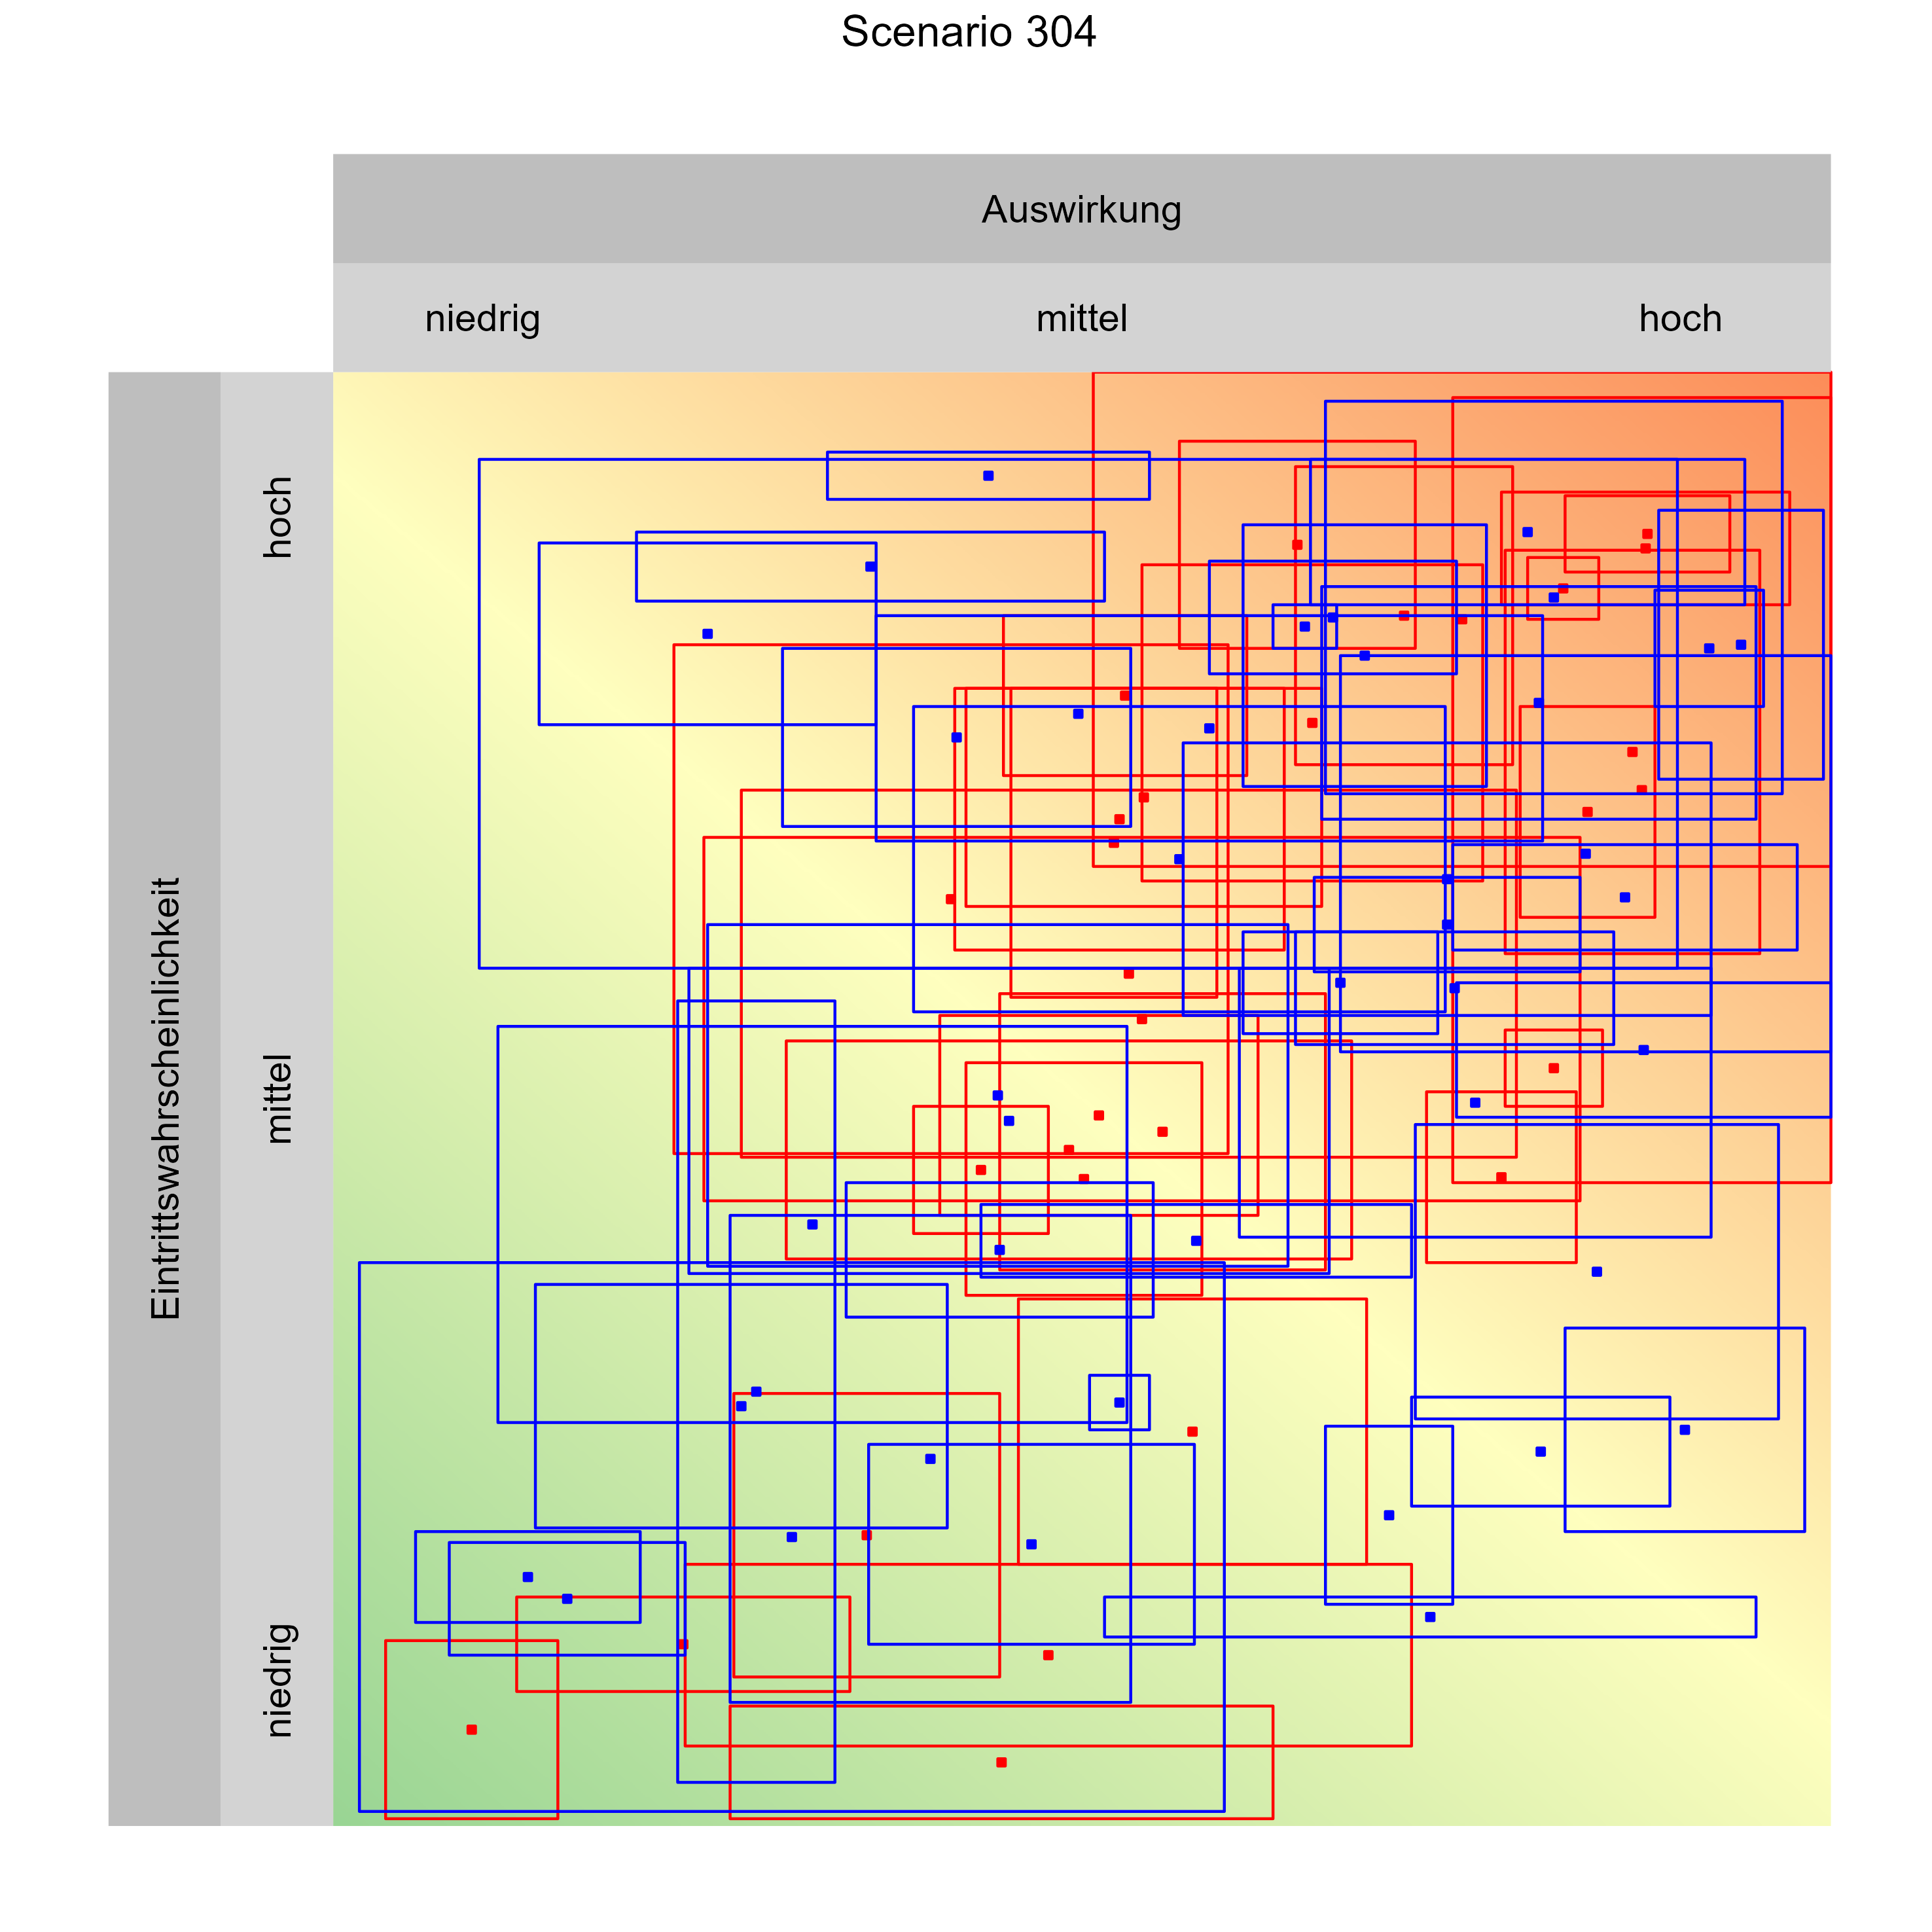 Scenario 304
Auswirkung
niedrig
mittel
hoch
Eintrittswahrscheinlichkeit
hoch
mittel
niedrig